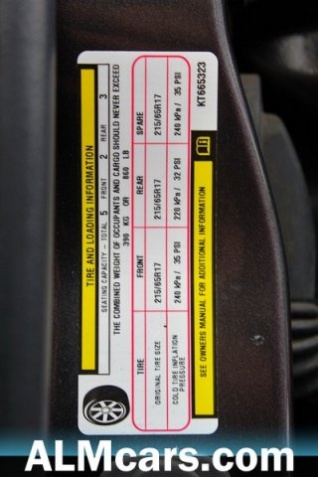 TIRE AND LOADING INFORMATION
SEATING CAPACITY - TOTAL 5 FRONT 2 REAR 3
THE COMBINED WEIGHT OF OCCUPANTS AND CARGO SHOULD NEVER EXCEED
390 KG OR 860 LB
TIRE FRONT REAR SPARE
ORIGINAL TIRE SIZE 215/65R17 215/65R17 215/65R17
COLD TIRE INFLATION PRESSURE 240 kPa / 35 PSI 220 kPa / 32 PSI 240 kPa / 35 PSI
SEE OWNERS MANUAL FOR ADDITIONAL INFORMATION
KT665323
ALMcars.com